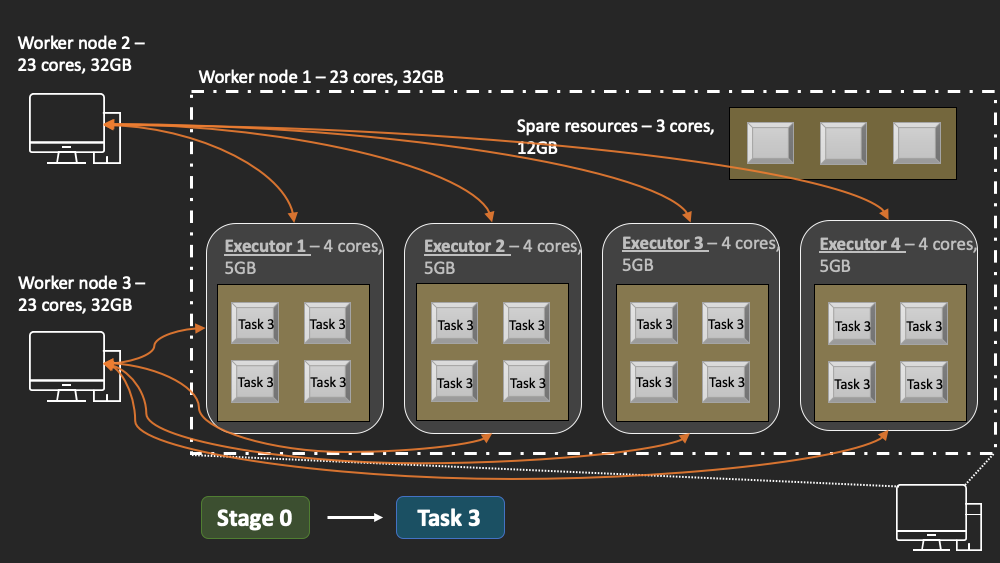 Worker node 2 –
23 cores, 32GB
Worker node 1 – 23 cores, 32GB
Spare resources – 3 cores,
12GB
Worker node 3 –
23 cores, 32GB
Executor 1 – 4 cores,
5GB
Task 3 Task 3
Task 3 Task 3
Executor 2 – 4 cores,
5GB
Task 3 Task 3
Task 3 Task 3
Executor 3 – 4 cores,
5GB
Task 3 Task 3
Task 3 Task 3
Executor 4 – 4 cores,
5GB
Task 3 Task 3
Task 3 Task 3
Stage 0
Task 3